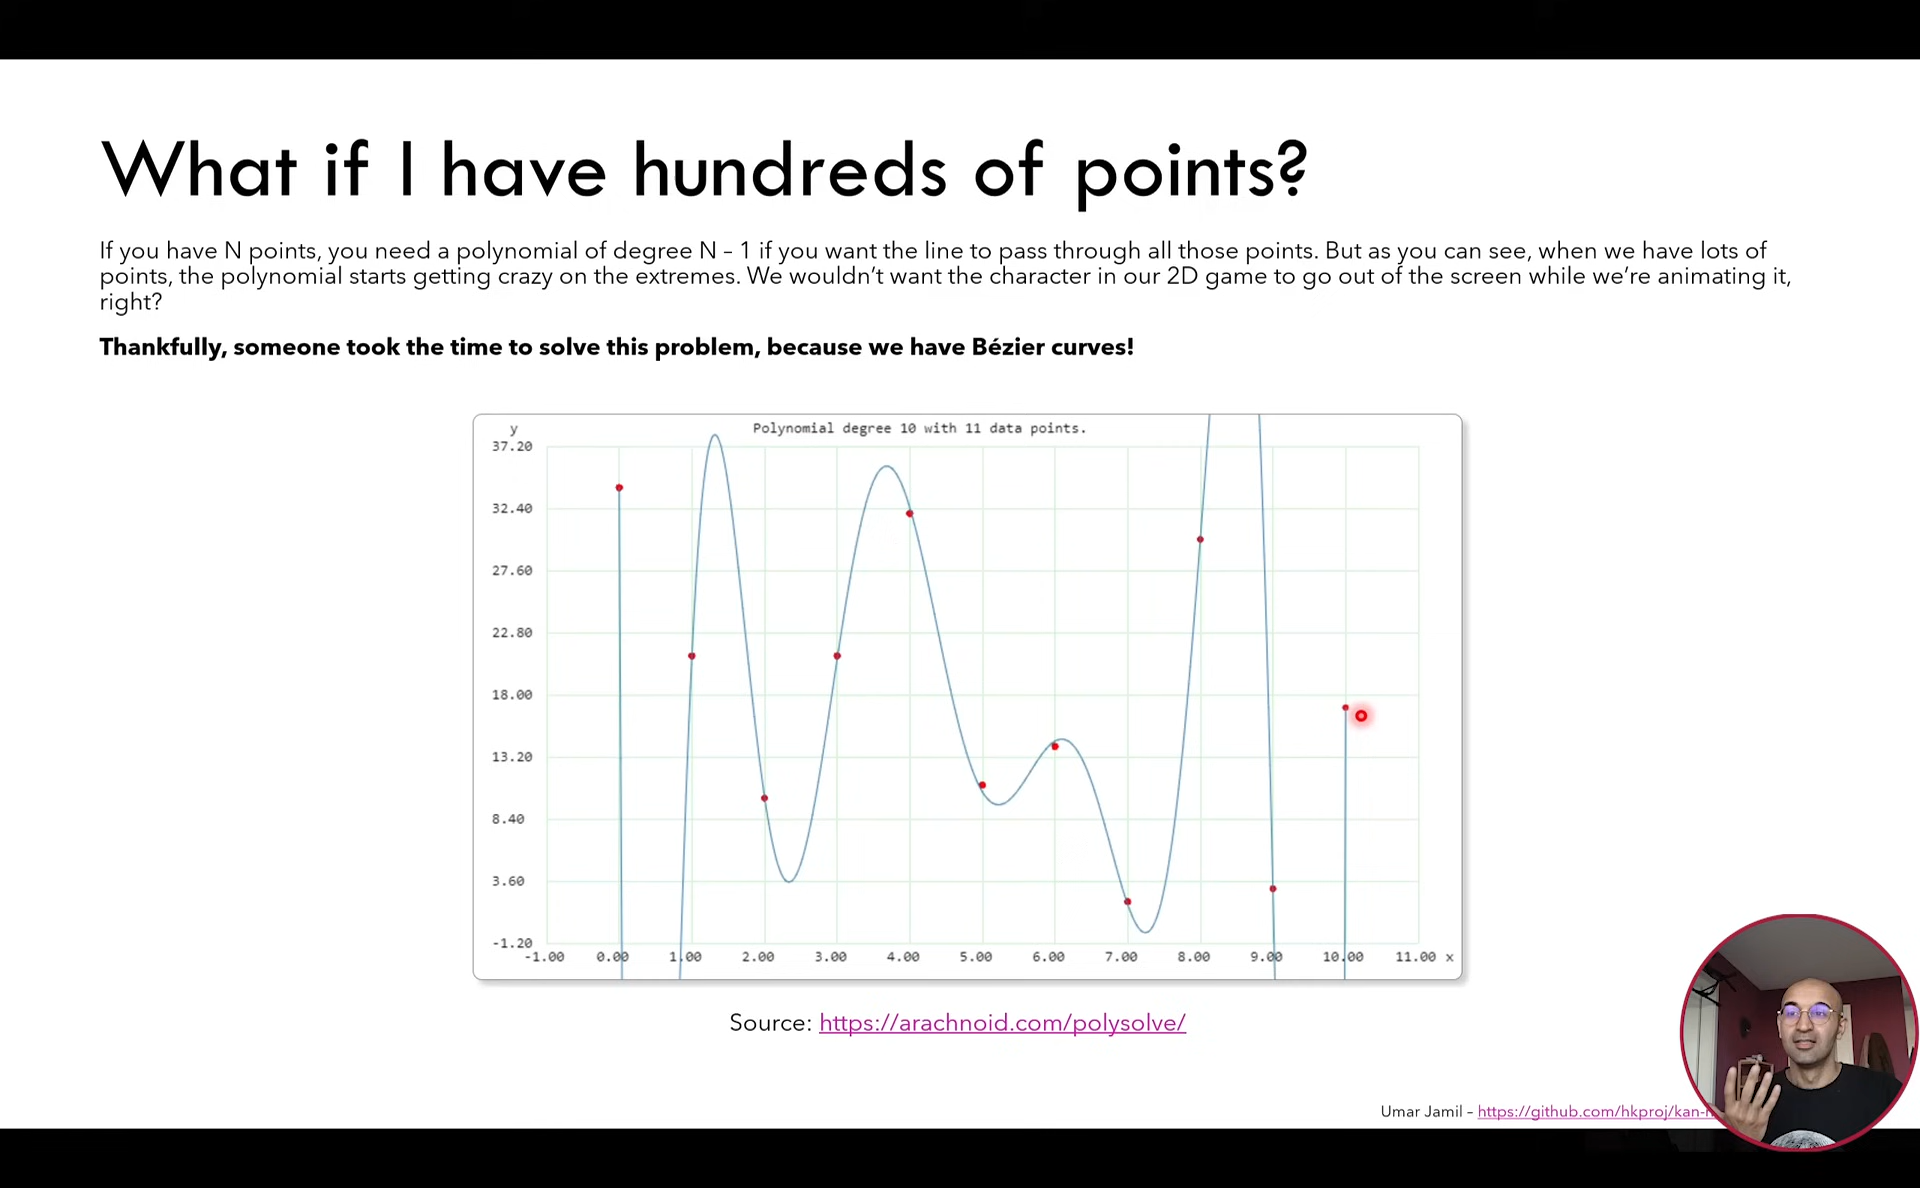 What if I have hundreds of points?
If you have N points, you need a polynomial of degree N – 1 if you want the line to pass through all those points. But as you can see, when we have lots of
points, the polynomial starts getting crazy on the extremes. We wouldn’t want the character in our 2D game to go out of the screen while we’re animating it,
right?
Thankfully, someone took the time to solve this problem, because we have Bézier curves!
y
Polynomial degree 10 with 11 data points.
37.20
32.40
27.60
22.80
18.00
13.20
8.40
3.60
-1.20
-1.00 0.00 1.00 2.00 3.00 4.00 5.00 6.00 7.00 8.00 9.00 10.00 11.00 x
Source: https://arachnoid.com/polysolve/
Umar Jamil – https://github.com/hkproj/kan-